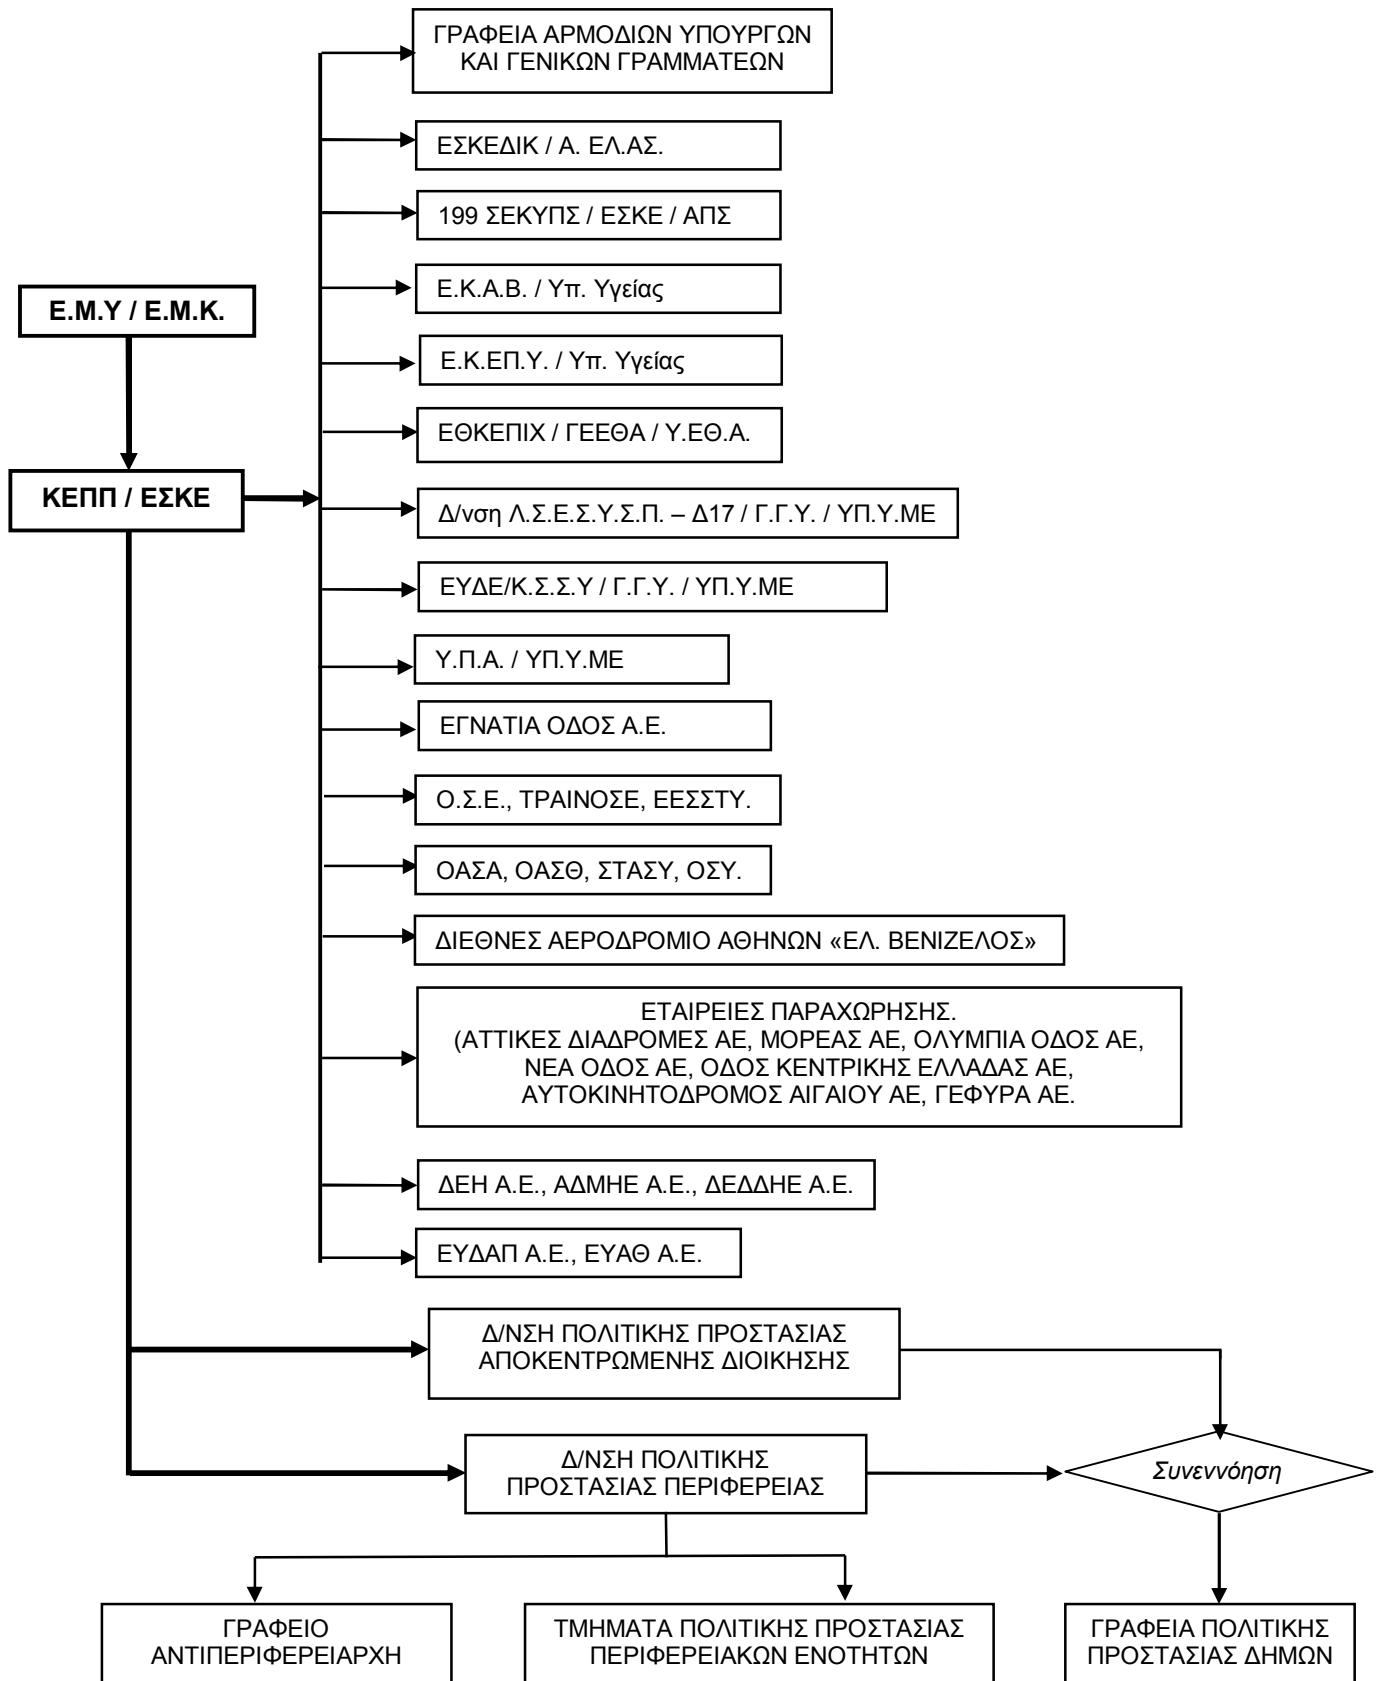 ΓΡΑΦΕΙΑ ΑΡΜΟΔΙΩΝ ΥΠΟΥΡΓΩΝ
ΚΑΙ ΓΕΝΙΚΩΝ ΓΡΑΜΜΑΤΕΩΝ
ΕΣΚΕΔΙΚ / Α. ΕΛ.ΑΣ.
199 ΣΕΚΥΠΣ / ΕΣΚΕ / ΑΠΣ
Ε.Κ.Α.Β. / Υπ. Υγείας
Ε.Μ.Υ / Ε.Μ.Κ.
Ε.Κ.ΕΠ.Υ. / Υπ. Υγείας
ΕΘΚΕΠΙΧ / ΓΕΕΘΑ / Υ.ΕΘ.Α.
ΚΕΠΠ / ΕΣΚΕ
Δ/νση Λ.Σ.Ε.Σ.Υ.Σ.Π. – Δ17 / Γ.Γ.Υ. / ΥΠ.Υ.ΜΕ
ΕΥΔΕ/Κ.Σ.Σ.Υ / Γ.Γ.Υ. / ΥΠ.Υ.ΜΕ
Υ.Π.Α. / ΥΠ.Υ.ΜΕ
ΕΓΝΑΤΙΑ ΟΔΟΣ Α.Ε.
Ο.Σ.Ε., ΤΡΑΙΝΟΣΕ, ΕΕΣΣΤΥ.
ΟΑΣΑ, ΟΑΣΘ, ΣΤΑΣΥ, ΟΣΥ.
ΔΙΕΘΝΕΣ ΑΕΡΟΔΡΟΜΙΟ ΑΘΗΝΩΝ «ΕΛ. ΒΕΝΙΖΕΛΟΣ»
ΕΤΑΙΡΕΙΕΣ ΠΑΡΑΧΩΡΗΣΗΣ.
(ΑΤΤΙΚΕΣ ΔΙΑΔΡΟΜΕΣ ΑΕ, ΜΟΡΕΑΣ ΑΕ, ΟΛΥΜΠΙΑ ΟΔΟΣ ΑΕ,
ΝΕΑ ΟΔΟΣ ΑΕ, ΟΔΟΣ ΚΕΝΤΡΙΚΗΣ ΕΛΛΑΔΑΣ ΑΕ,
ΑΥΤΟΚΙΝΗΤΟΔΡΟΜΟΣ ΑΙΓΑΙΟΥ ΑΕ, ΓΕΦΥΡΑ ΑΕ.
ΔΕΗ Α.Ε., ΑΔΜΗΕ Α.Ε., ΔΕΔΔΗΕ Α.Ε.
ΕΥΔΑΠ Α.Ε., ΕΥΑΘ Α.Ε.
Δ/ΝΣΗ ΠΟΛΙΤΙΚΗΣ ΠΡΟΣΤΑΣΙΑΣ
ΑΠΟΚΕΝΤΡΩΜΕΝΗΣ ΔΙΟΙΚΗΣΗΣ
Δ/ΝΣΗ ΠΟΛΙΤΙΚΗΣ
ΠΡΟΣΤΑΣΙΑΣ ΠΕΡΙΦΕΡΕΙΑΣ
Συνεννόηση
ΓΡΑΦΕΙΟ
ΑΝΤΙΠΕΡΙΦΕΡΕΙΑΡΧΗ
ΤΜΗΜΑΤΑ ΠΟΛΙΤΙΚΗΣ ΠΡΟΣΤΑΣΙΑΣ
ΠΕΡΙΦΕΡΕΙΑΚΩΝ ΕΝΟΤΗΤΩΝ
ΓΡΑΦΕΙΑ ΠΟΛΙΤΙΚΗΣ
ΠΡΟΣΤΑΣΙΑΣ ΔΗΜΩΝ